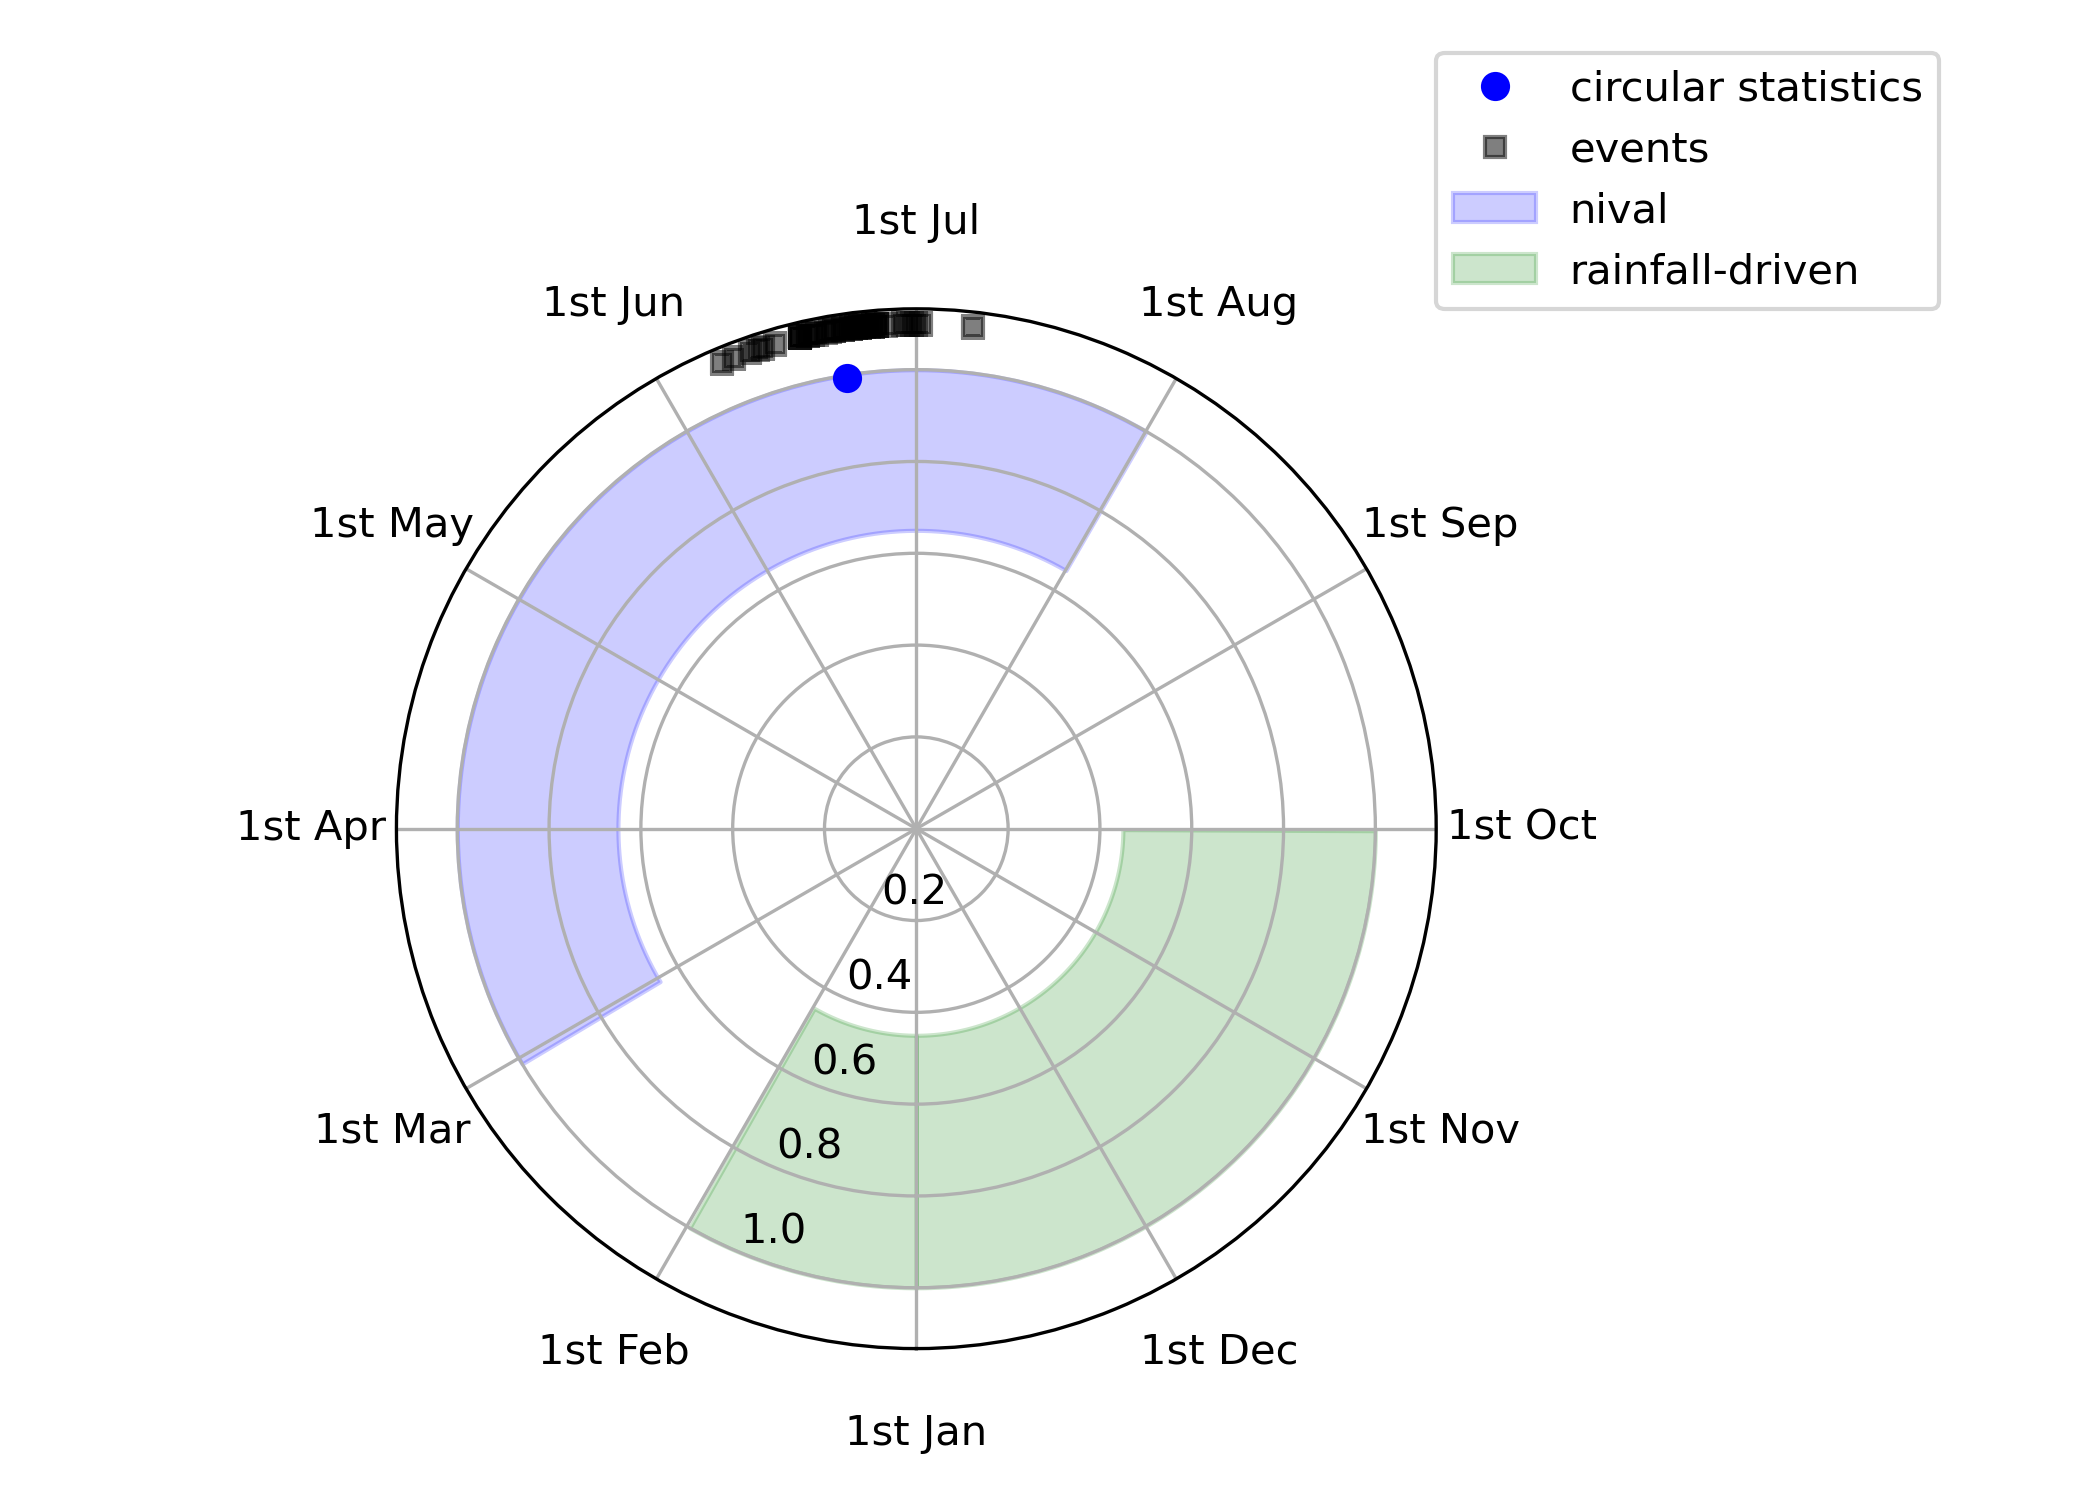 circular statistics
events
nival
rainfall-driven
1st Jul
1st Jun
1st Aug
1st May
1st Sep
1st Apr
1st Oct
0.2
0.4
0.6
0.8
1.0
1st Mar
1st Nov
1st Feb
1st Dec
1st Jan